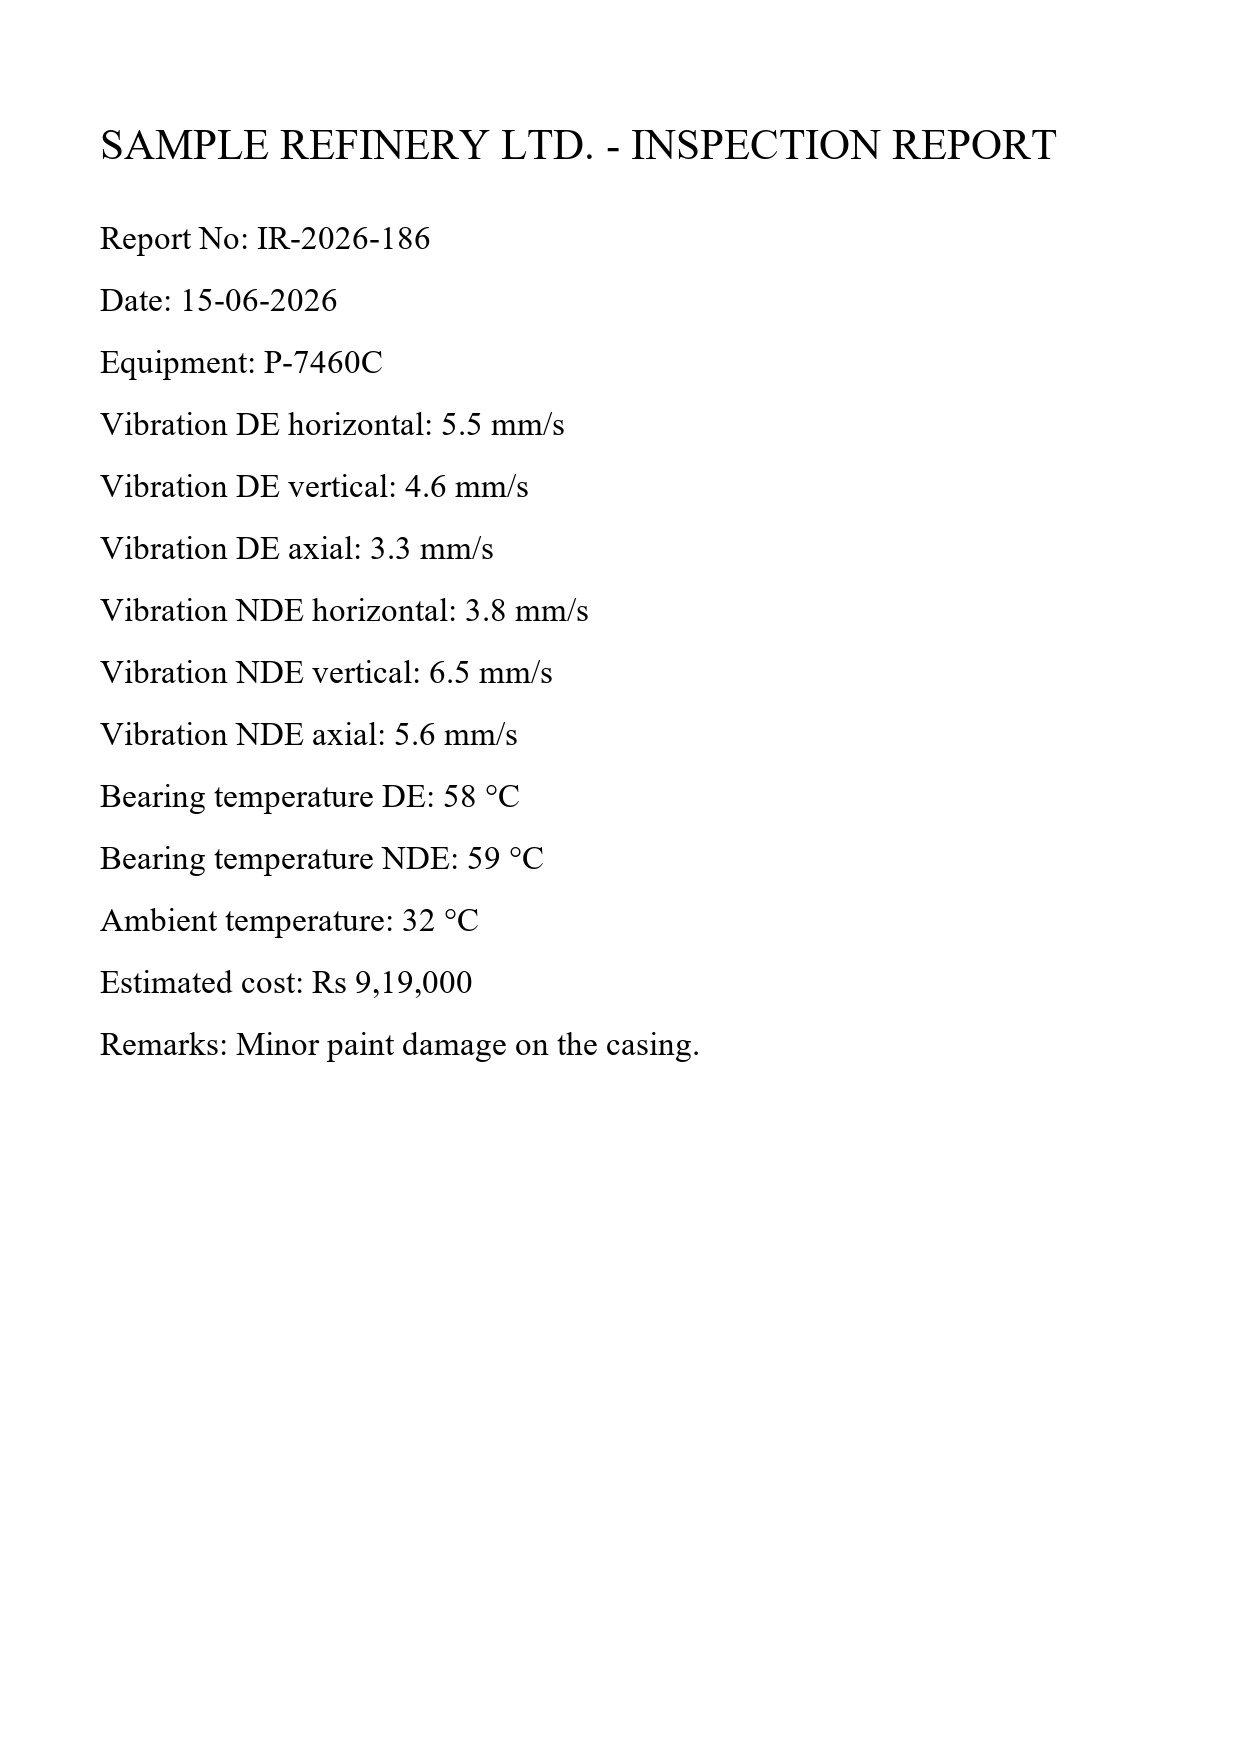 SAMPLE REFINERY LTD. - INSPECTION REPORT
Report No: IR-2026-186
Date: 15-06-2026
Equipment: P-7460C
Vibration DE horizontal: 5.5 mm/s
Vibration DE vertical: 4.6 mm/s
Vibration DE axial: 3.3 mm/s
Vibration NDE horizontal: 3.8 mm/s
Vibration NDE vertical: 6.5 mm/s
Vibration NDE axial: 5.6 mm/s
Bearing temperature DE: 58 °C
Bearing temperature NDE: 59 °C
Ambient temperature: 32 °C
Estimated cost: Rs 9,19,000
Remarks: Minor paint damage on the casing.